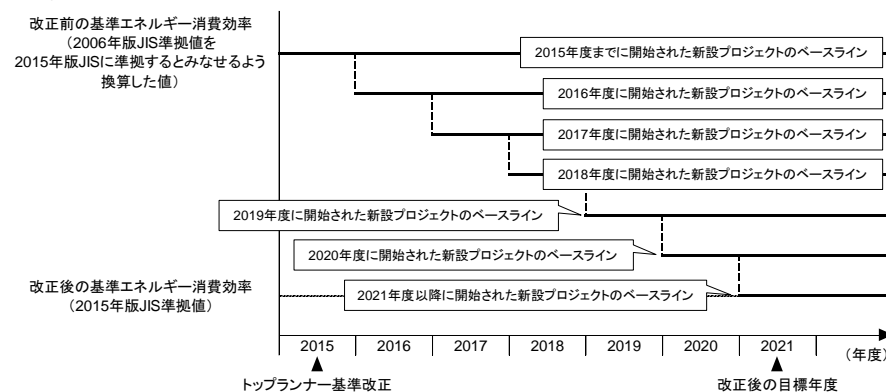 改正前の基準エネルギー消費効率
(2006年版JIS準拠値を
2015年版JISに準拠するとみなせるよう
換算した値)
2015年度までに開始された新設プロジェクトのベースライン
2016年度に開始された新設プロジェクトのベースライン
2017年度に開始された新設プロジェクトのベースライン
2018年度に開始された新設プロジェクトのベースライン
2019年度に開始された新設プロジェクトのベースライン
2020年度に開始された新設プロジェクトのベースライン
改正後の基準エネルギー消費効率
(2015年版JIS準拠値)
2021年度以降に開始された新設プロジェクトのベースライン
2015 2016 2017 2018 2019 2020 2021 (年度)
トップランナー基準改正 改正後の目標年度